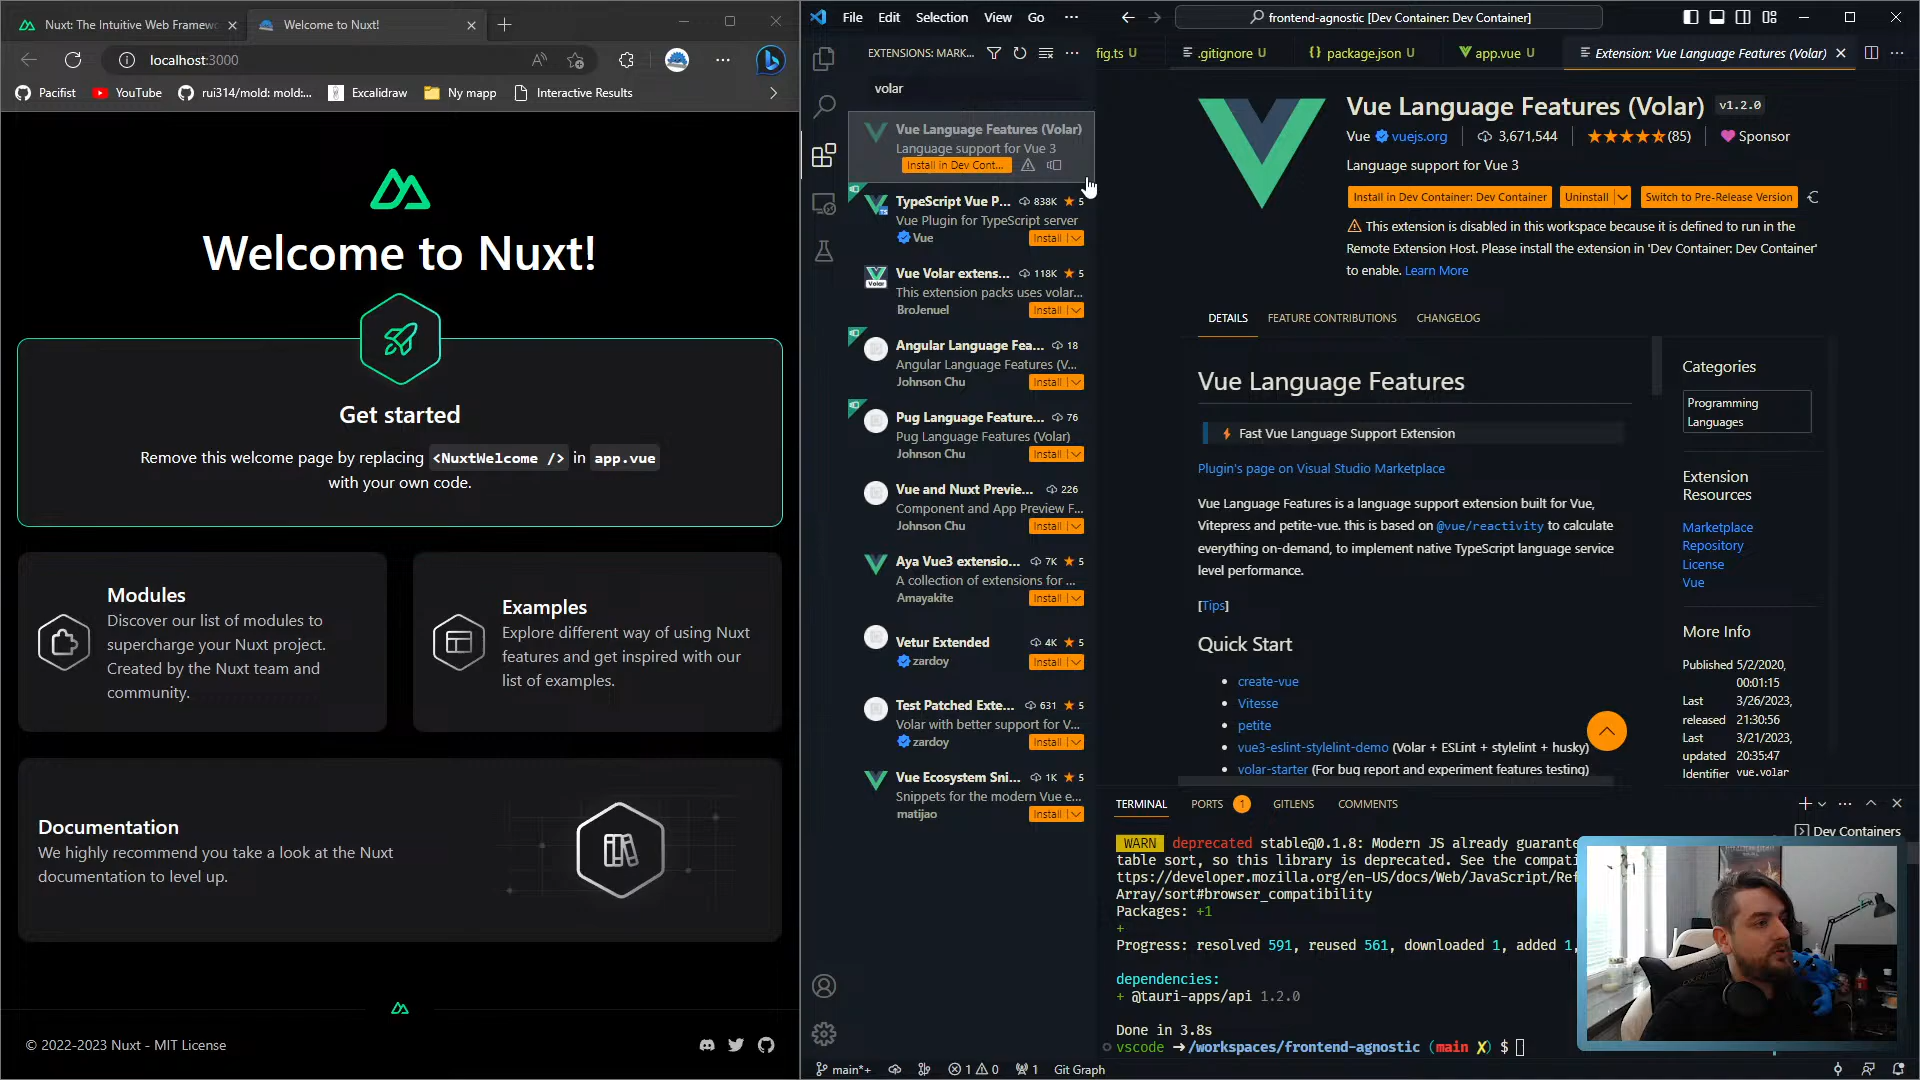 Nuxt: The Intuitive Web Framew
Welcome to Nuxt!
localhost:3000
Pacifist
YouTube
rui314/mold: mold:...
Excalidraw
Ny mapp
Interactive Results
Welcome to Nuxt!
Get started
Remove this welcome page by replacing <NuxtWelcome /> in app.vue
with your own code.
Modules
Discover our list of modules to
supercharge your Nuxt project.
Created by the Nuxt team and
community.
Examples
Explore different way of using Nuxt
features and get inspired with our
list of examples.
Documentation
We highly recommend you take a look at the Nuxt
documentation to level up.
© 2022-2023 Nuxt - MIT License
File Edit Selection View Go ...
frontend-agnostic [Dev Container: Dev Container]
EXTENSIONS: MARK...
fig.ts U
.gitignore U
package.json U
app.vue U
Extension: Vue Language Features (Volar)
volar
Vue Language Features (Volar)
Language support for Vue 3
Install in Dev Cont...
TypeScript Vue P... 838K 5
Vue Plugin for TypeScript server
Vue Install
Vue Volar extens... 118K 5
This extension packs uses volar...
BroJenuel Install
Angular Language Fea... 18
Angular Language Features (V...
Johnson Chu Install
Pug Language Feature... 76
Pug Language Features (Volar)
Johnson Chu Install
Vue and Nuxt Previe... 226
Component and App Preview F...
Johnson Chu Install
Aya Vue3 extensio... 7K 5
A collection of extensions for ...
Amayakite Install
Vetur Extended 4K 5
zardoy Install
Test Patched Exte... 631 5
Volar with better support for V...
zardoy Install
Vue Ecosystem Sni... 1K 5
Snippets for the modern Vue e...
matijao Install
Vue Language Features (Volar) v1.2.0
Vue vuejs.org 3,671,544 (85) Sponsor
Language support for Vue 3
Install in Dev Container: Dev Container Uninstall Switch to Pre-Release Version
This extension is disabled in this workspace because it is defined to run in the
Remote Extension Host. Please install the extension in 'Dev Container: Dev Container'
to enable. Learn More
DETAILS FEATURE CONTRIBUTIONS CHANGELOG
Vue Language Features
Fast Vue Language Support Extension
Plugin's page on Visual Studio Marketplace
Vue Language Features is a language support extension built for Vue,
Vitepress and petite-vue. this is based on @vue/reactivity to calculate
everything on-demand, to implement native TypeScript language service
level performance.
[Tips]
Quick Start
create-vue
Vitesse
petite
vue3-eslint-stylelint-demo (Volar + ESLint + stylelint + husky)
volar-starter (For bug report and experiment features testing)
Categories
Programming
Languages
Extension
Resources
Marketplace
Repository
License
Vue
More Info
Published 5/2/2020,
00:01:15
Last 3/26/2023,
released 21:30:56
Last 3/21/2023,
updated 20:35:47
Identifier vue.volar
TERMINAL PORTS 1 GITLENS COMMENTS
Dev Containers
WARN deprecated stable@0.1.8: Modern JS already guarante
table sort, so this library is deprecated. See the compati
ttps://developer.mozilla.org/en-US/docs/Web/JavaScript/Ref
Array/sort#browser_compatibility
Packages: +1
+
Progress: resolved 591, reused 561, downloaded 1, added 1,
dependencies:
+ @tauri-apps/api 1.2.0
Done in 3.8s
vscode →/workspaces/frontend-agnostic (main ✗) $
main*+ 1 0 1 Git Graph